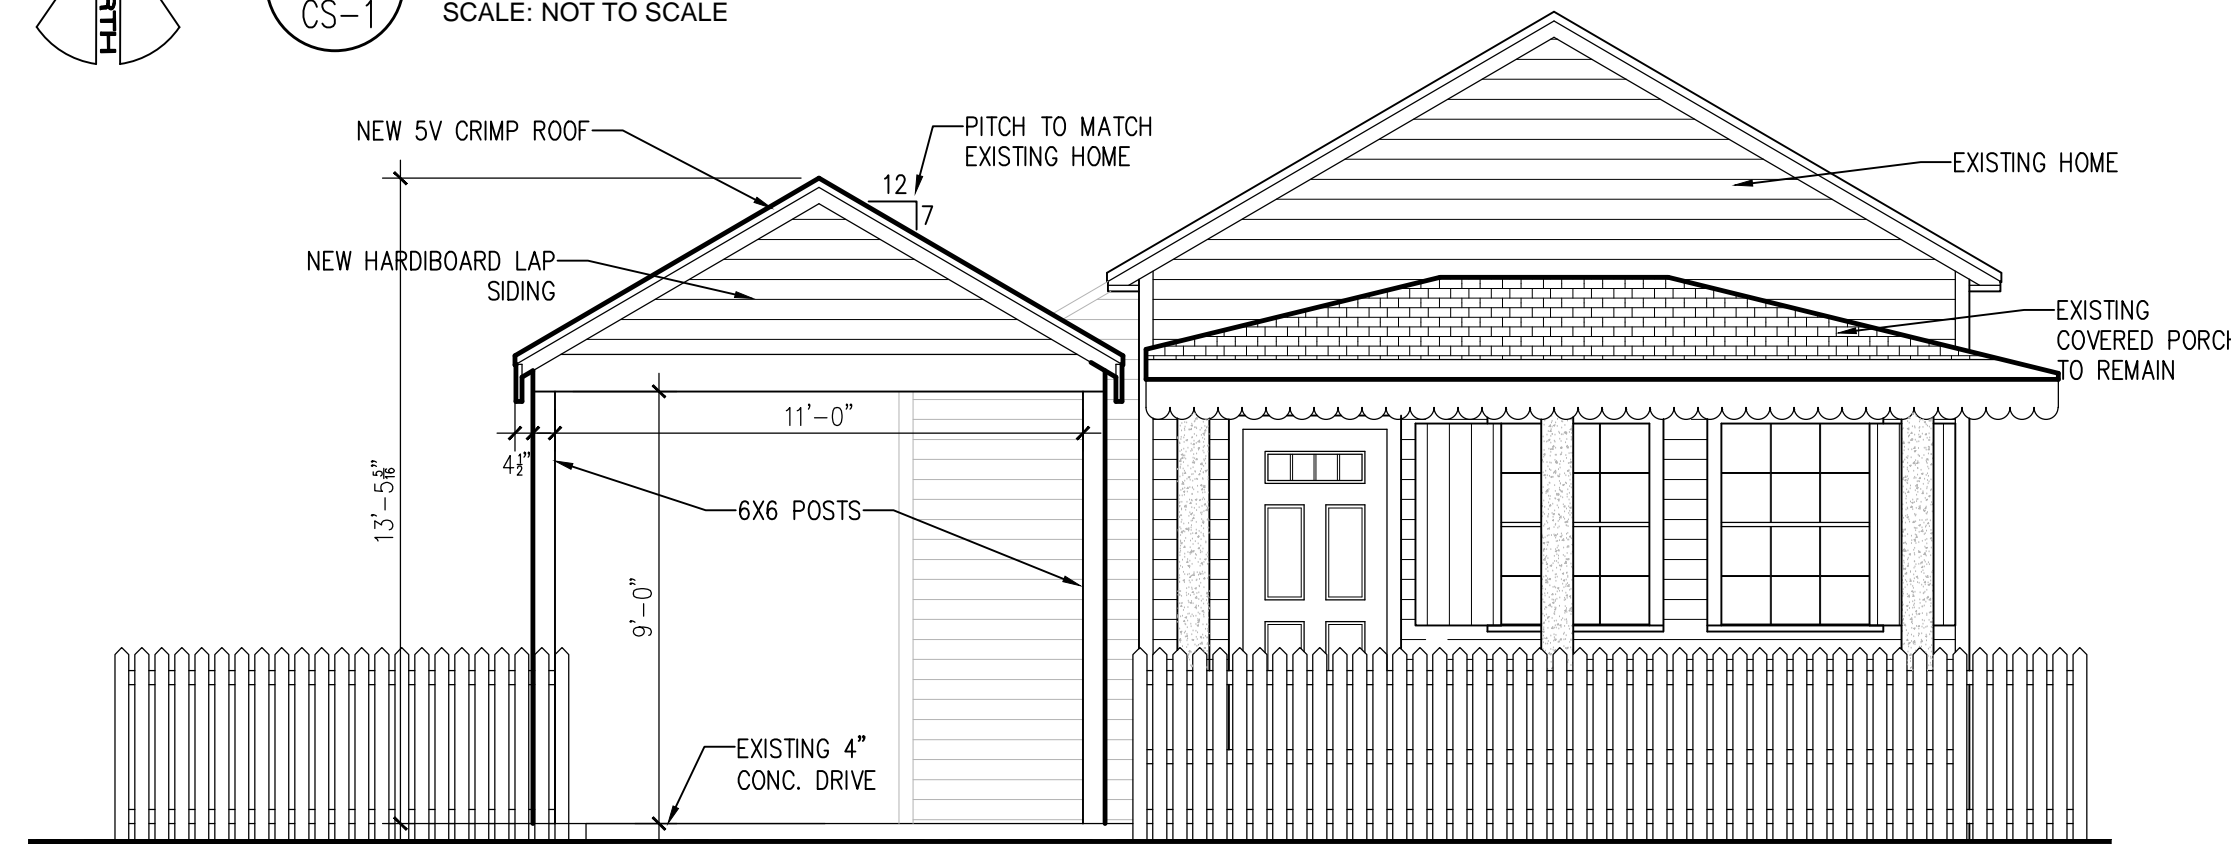 RTH
CS-1
SCALE: NOT TO SCALE
NEW 5V CRIMP ROOF
PITCH TO MATCH
EXISTING HOME
12
7
EXISTING HOME
NEW HARDIBOARD LAP
SIDING
EXISTING
COVERED PORCH
TO REMAIN
11'-0"
4½"
13'-5 5/16"
6X6 POSTS
9'-0"
EXISTING 4"
CONC. DRIVE